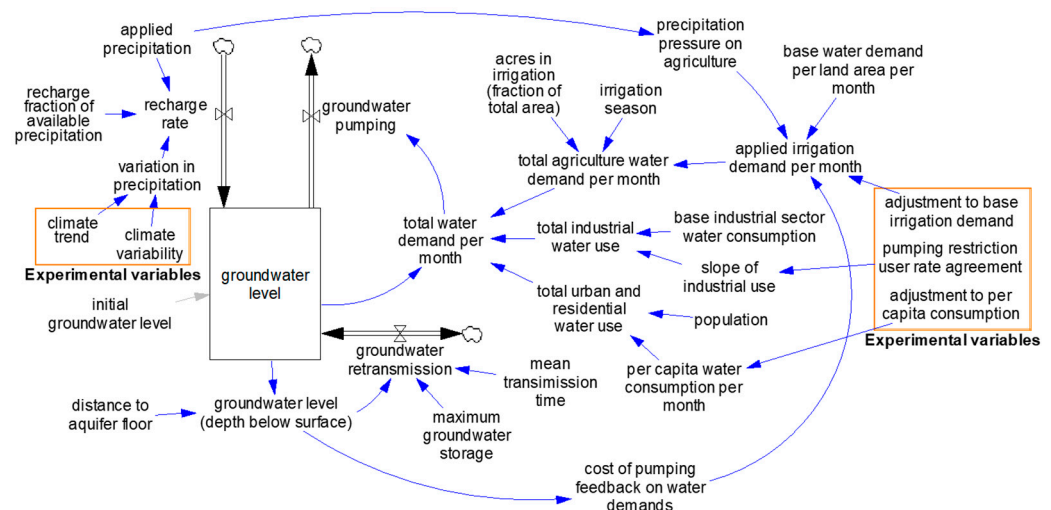 applied
precipitation
recharge
fraction of
available
precipitation
recharge
rate
variation in
precipitation
climate
trend
climate
variability
Experimental variables
initial
groundwater level
groundwater
level
groundwater
pumping
total water
demand per
month
acres in
irrigation
(fraction of
total area)
irrigation
season
total agriculture water
demand per month
precipitation
pressure on
agriculture
base water demand
per land area per
month
applied irrigation
demand per month
total industrial
water use
base industrial sector
water consumption
slope of
industrial use
total urban and
residential
water use
population
per capita water
consumption per
month
adjustment to base
irrigation demand
pumping restriction
user rate agreement
adjustment to per
capita consumption
Experimental variables
groundwater
retransmission
mean
transimission
time
maximum
groundwater
storage
distance to
aquifer floor
groundwater level
(depth below surface)
cost of pumping
feedback on water
demands